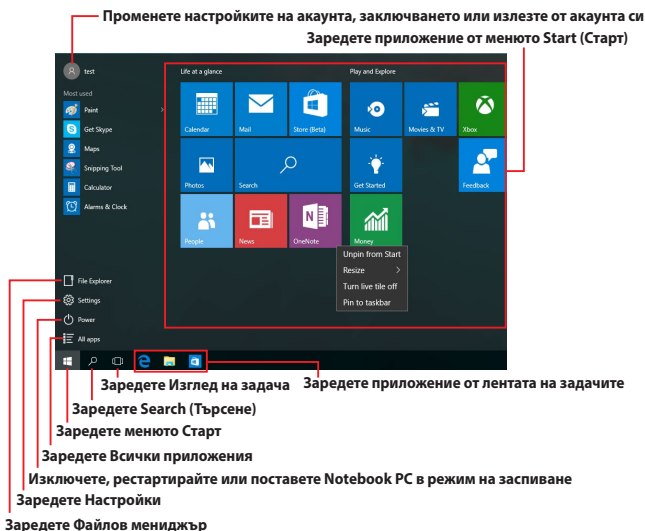 Променете настройките на акаунта, заключването или излезте от акаунта си
Заредете приложение от менюто Start (Старт)
test
Life at a glance
Play and Explore
Most used
Paint
Get Skype
Maps
Snipping Tool
Calculator
Alarms & Clock
Calendar
Mail
Store (Beta)
Music
Movies & TV
Xbox
Photos
Search
Get Started
Feedback
People
News
OneNote
Money
Unpin from Start
Resize
Turn live tile off
Pin to taskbar
File Explorer
Settings
Power
All apps
Заредете Изглед на задача
Заредете приложение от лентата на задачите
Заредете Search (Търсене)
Заредете менюто Старт
Заредете Всички приложения
Изключете, рестартирайте или поставете Notebook PC в режим на заспиване
Заредете Настройки
Заредете Файлов мениджър